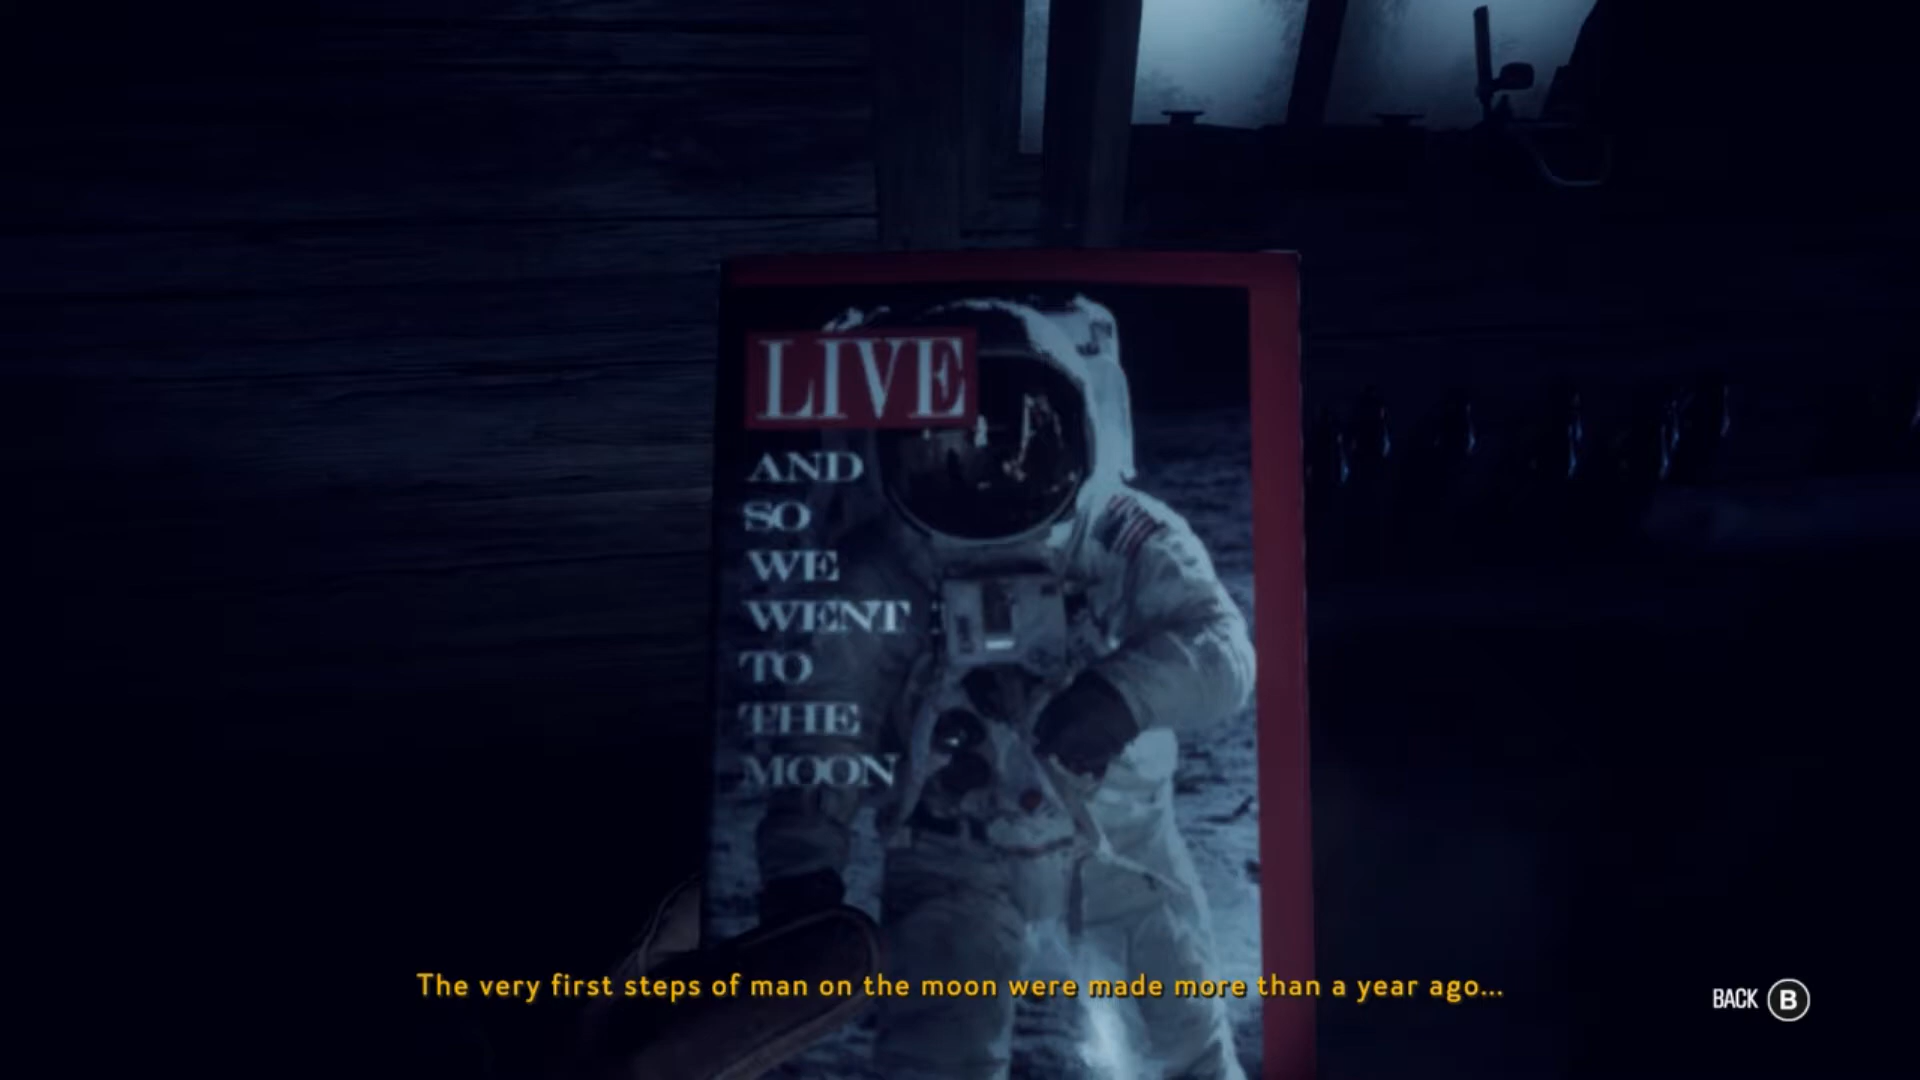 LIVE
AND
SO
WE
WENT
TO
THE
MOON
The very first steps of man on the moon were made more than a year ago...
BACK B